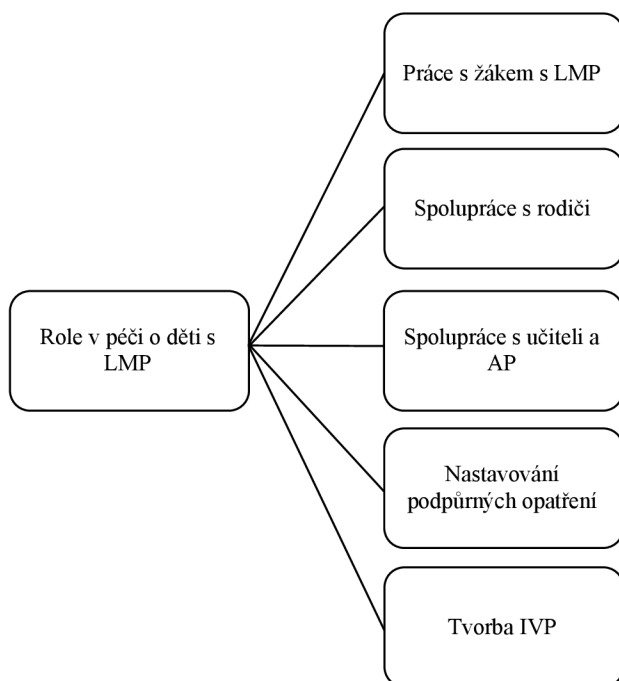 Práce s žákem s LMP
Spolupráce s rodiči
Role v péči o děti s
LMP
Spolupráce s učiteli a
AP
Nastavování
podpůrných opatření
Tvorba IVP